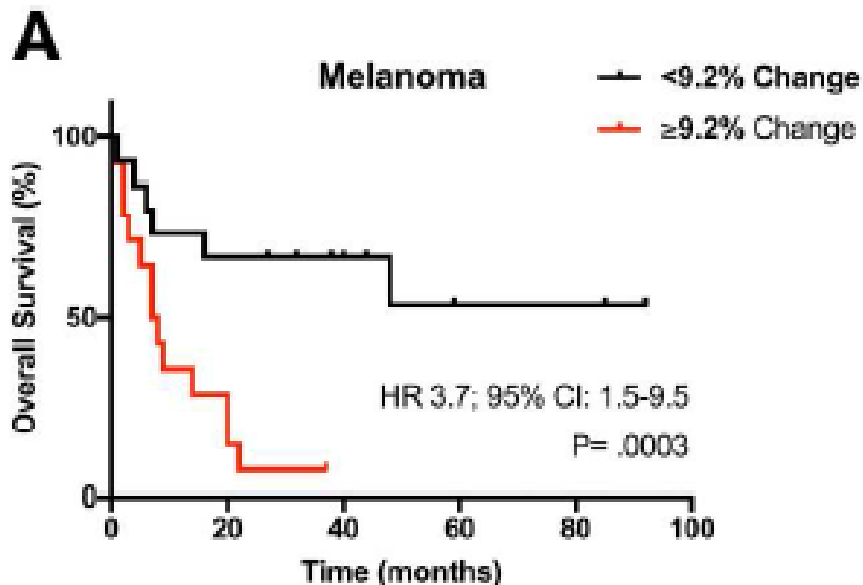 A
Melanoma
<9.2% Change
≥9.2% Change
Overall Survival (%)
100
50
0
HR 3.7; 95% CI: 1.5-9.5
P= .0003
0 20 40 60 80 100
Time (months)